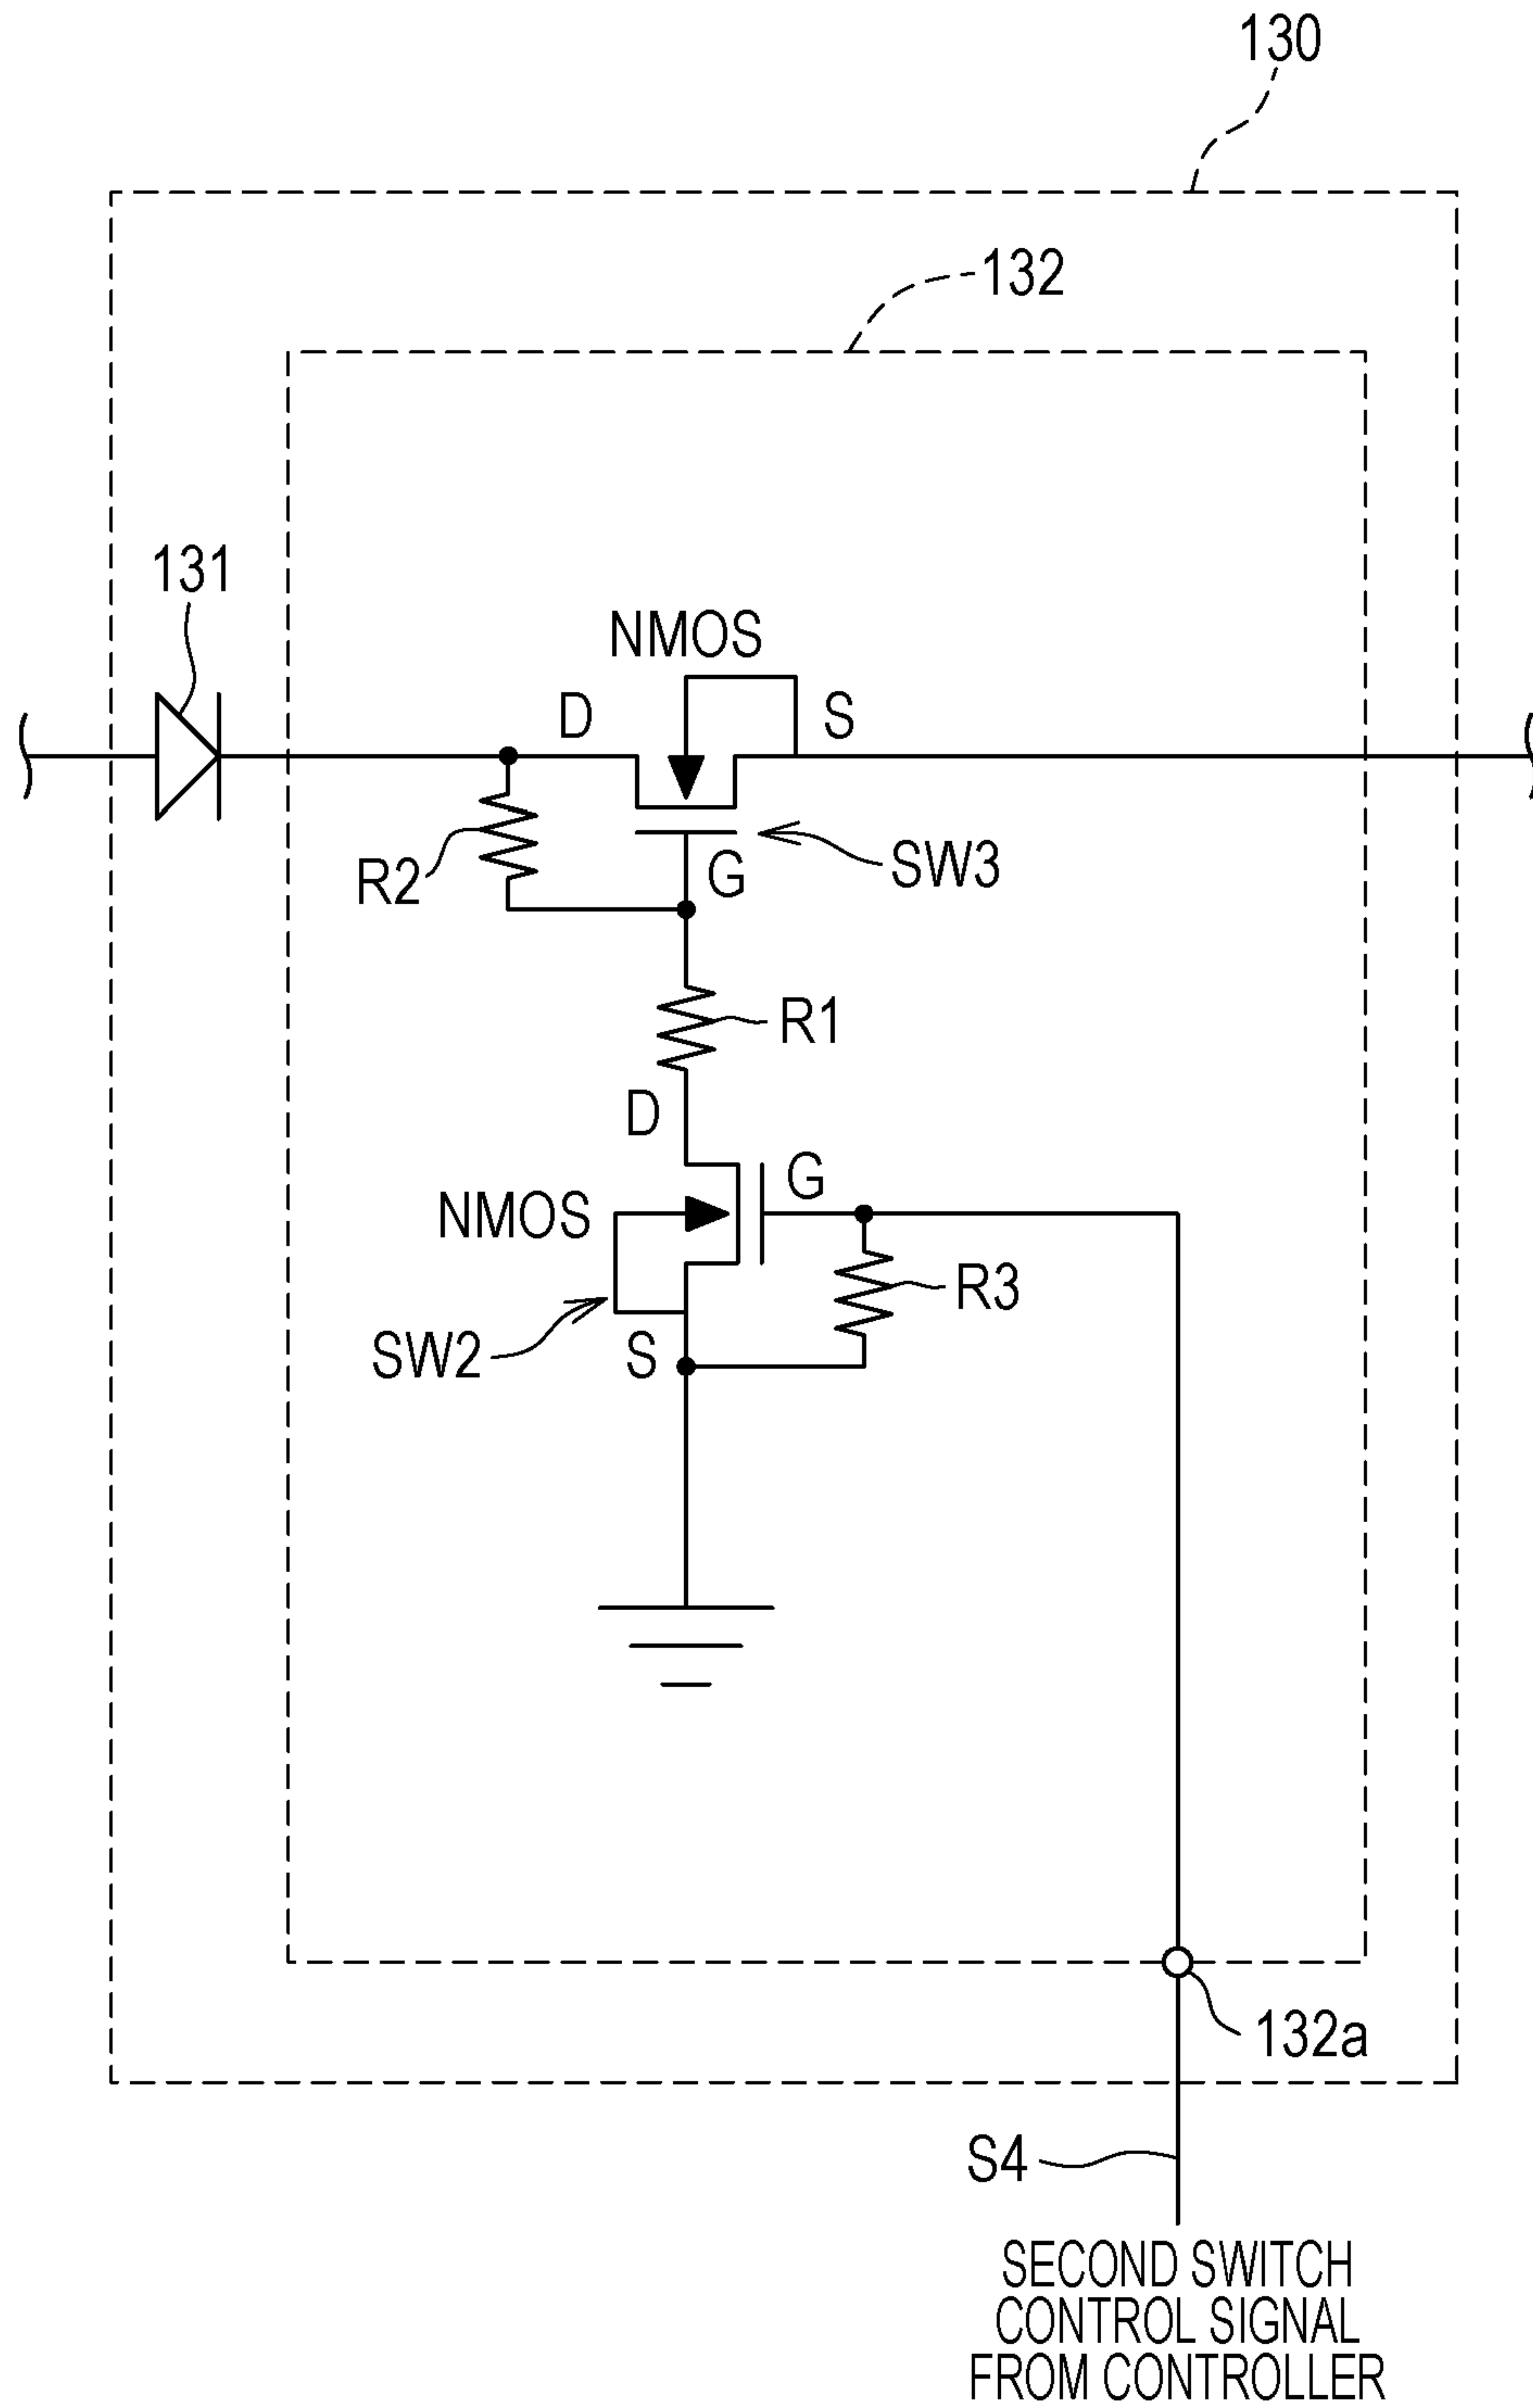 130
132
131
NMOS
D
S
R2
G
SW3
R1
D
G
NMOS
R3
SW2
S
132a
S4
SECOND SWITCH
CONTROL SIGNAL
FROM CONTROLLER